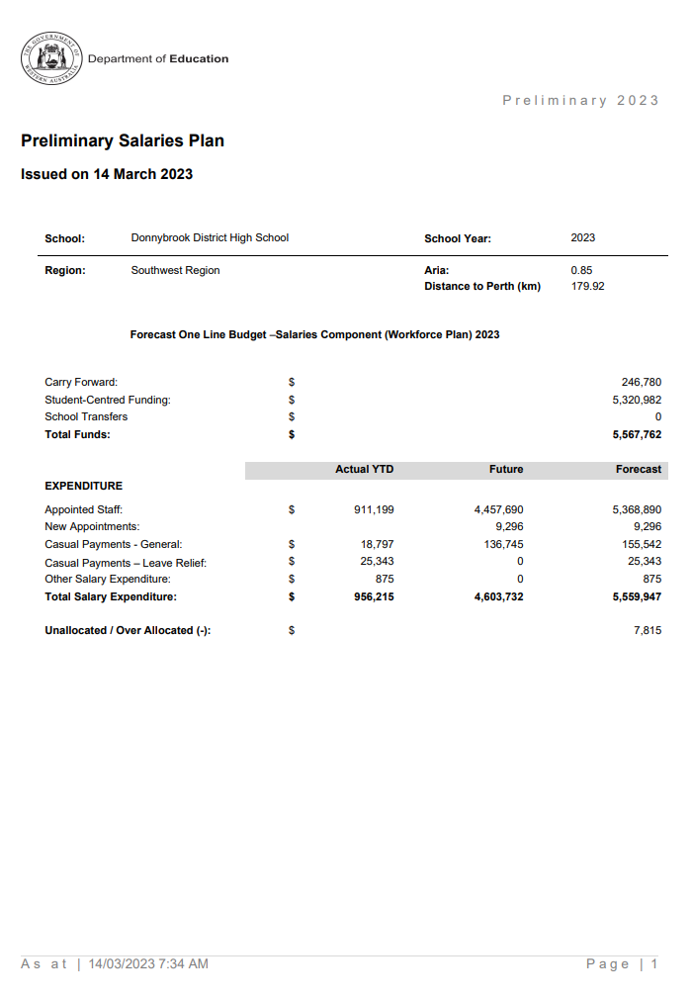 THE GOVERNMENT OF
WESTERN AUSTRALIA
Department of Education
Preliminary 2023
Preliminary Salaries Plan
Issued on 14 March 2023
School: Donnybrook District High School School Year: 2023
Region: Southwest Region Aria: 0.85
Distance to Perth (km) 179.92
Forecast One Line Budget –Salaries Component (Workforce Plan) 2023
Carry Forward: $ 246,780
Student-Centred Funding: $ 5,320,982
School Transfers $ 0
Total Funds: $ 5,567,762
Actual YTD Future Forecast
EXPENDITURE
Appointed Staff: $ 911,199 4,457,690 5,368,890
New Appointments: 9,296 9,296
Casual Payments - General: $ 18,797 136,745 155,542
Casual Payments – Leave Relief: $ 25,343 0 25,343
Other Salary Expenditure: $ 875 0 875
Total Salary Expenditure: $ 956,215 4,603,732 5,559,947
Unallocated / Over Allocated (-): $ 7,815
As at | 14/03/2023 7:34 AM Page | 1